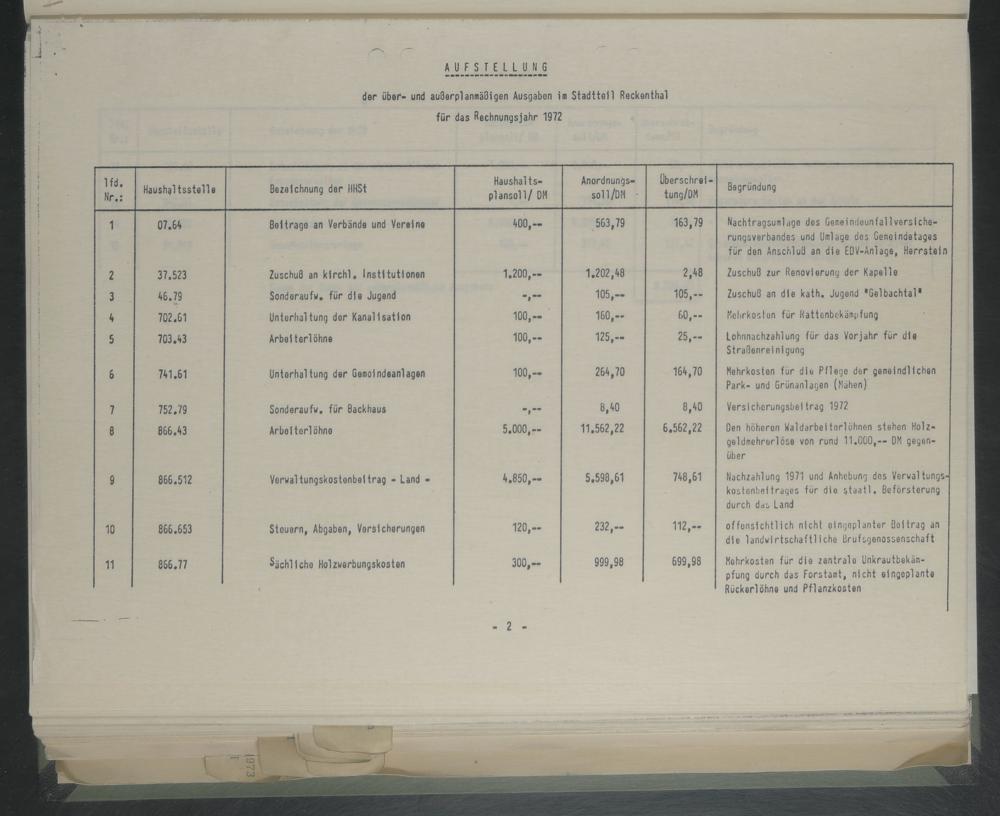 AUFSTELLUNG
der über- und außerplanmäßigen Ausgaben im Stadtteil Reckenthal
für das Rechnungsjahr 1972
lfd. Nr.: Haushaltsstelle Bezeichnung der HHSt Haushalts-plansoll/ DM Anordnungs-soll/DM Überschrei-tung/DM Begründung
1 07.64 Beitrage an Verbände und Vereine 400,-- 563,79 163,79 Nachtragsumlage des Gemeindeunfallversiche-
rungsverbandes und Umlage des Gemeindetages
für den Anschluß an die EDV-Anlage, Herrstein
2 37.523 Zuschuß an kirchl. Institutionen 1.200,-- 1.202,48 2,48 Zuschuß zur Renovierung der Kapelle
3 46.79 Sonderaufw. für die Jugend -,-- 105,-- 105,-- Zuschuß an die kath. Jugend "Gelbachtal"
4 702.61 Unterhaltung der Kanalisation 100,-- 160,-- 60,-- Mehrkosten für Rattenbekämpfung
5 703.43 Arbeiterlöhne 100,-- 125,-- 25,-- Lohnnachzahlung für das Vorjahr für die
Straßenreinigung
6 741.61 Unterhaltung der Gemeindeanlagen 100,-- 264,70 164,70 Mehrkosten für die Pflege der gemeindlichen
Park- und Grünanlagen (Mähen)
7 752.79 Sonderaufw. für Backhaus -,-- 8,40 8,40 Versicherungsbeitrag 1972
8 866.43 Arbeiterlöhne 5.000,-- 11.562,22 6.562,22 Den höheren Waldarbeiterlöhnen stehen Holz-
geldmehrerlöse von rund 11.000,-- DM gegen-
über
9 866.512 Verwaltungskostenbeitrag - Land - 4.850,-- 5.598,61 748,61 Nachzahlung 1971 und Anhebung des Verwaltungs-
kostenbeitrages für die staatl. Beförsterung
durch das Land
10 866.653 Steuern, Abgaben, Versicherungen 120,-- 232,-- 112,-- offensichtlich nicht eingeplanter Beitrag an
die landwirtschaftliche Brufsgenossenschaft
11 866.77 Sächliche Holzwerbungskosten 300,-- 999,98 699,98 Mehrkosten für die zentrale Unkrautbekäm-
pfung durch das Forstamt, nicht eingeplante
Rückerlöhne und Pflanzkosten
- 2 -
1973